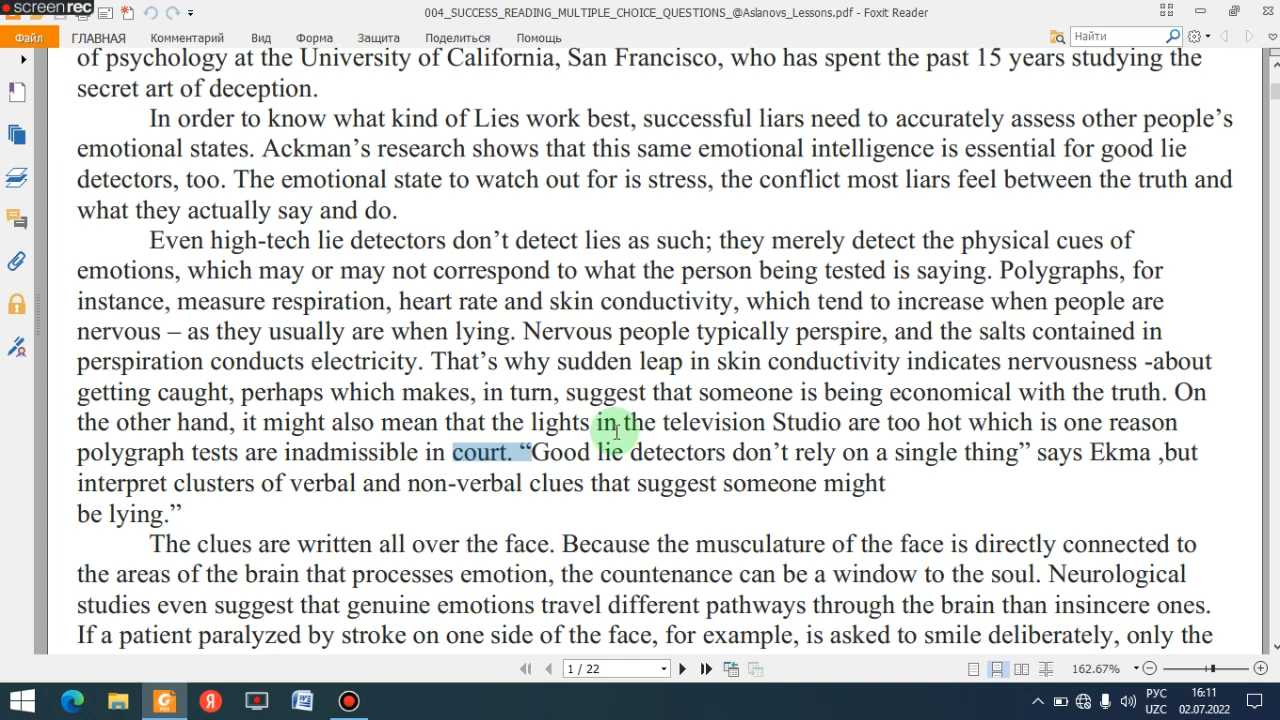 screenrec
004_SUCCESS_READING_MULTIPLE_CHOICE_QUESTIONS_@Aslanovs_Lessons.pdf - Foxit Reader
Файл ГЛАВНАЯ Комментарий Вид Форма Защита Поделиться Помощь Найти
of psychology at the University of California, San Francisco, who has spent the past 15 years studying the
secret art of deception.
In order to know what kind of Lies work best, successful liars need to accurately assess other people’s
emotional states. Ackman’s research shows that this same emotional intelligence is essential for good lie
detectors, too. The emotional state to watch out for is stress, the conflict most liars feel between the truth and
what they actually say and do.
Even high-tech lie detectors don’t detect lies as such; they merely detect the physical cues of
emotions, which may or may not correspond to what the person being tested is saying. Polygraphs, for
instance, measure respiration, heart rate and skin conductivity, which tend to increase when people are
nervous – as they usually are when lying. Nervous people typically perspire, and the salts contained in
perspiration conducts electricity. That’s why sudden leap in skin conductivity indicates nervousness -about
getting caught, perhaps which makes, in turn, suggest that someone is being economical with the truth. On
the other hand, it might also mean that the lights in the television Studio are too hot which is one reason
polygraph tests are inadmissible in court. “Good lie detectors don’t rely on a single thing” says Ekma ,but
interpret clusters of verbal and non-verbal clues that suggest someone might
be lying.”
The clues are written all over the face. Because the musculature of the face is directly connected to
the areas of the brain that processes emotion, the countenance can be a window to the soul. Neurological
studies even suggest that genuine emotions travel different pathways through the brain than insincere ones.
If a patient paralyzed by stroke on one side of the face, for example, is asked to smile deliberately, only the
1 / 22 162.67%
РУС 16:11
UZC 02.07.2022